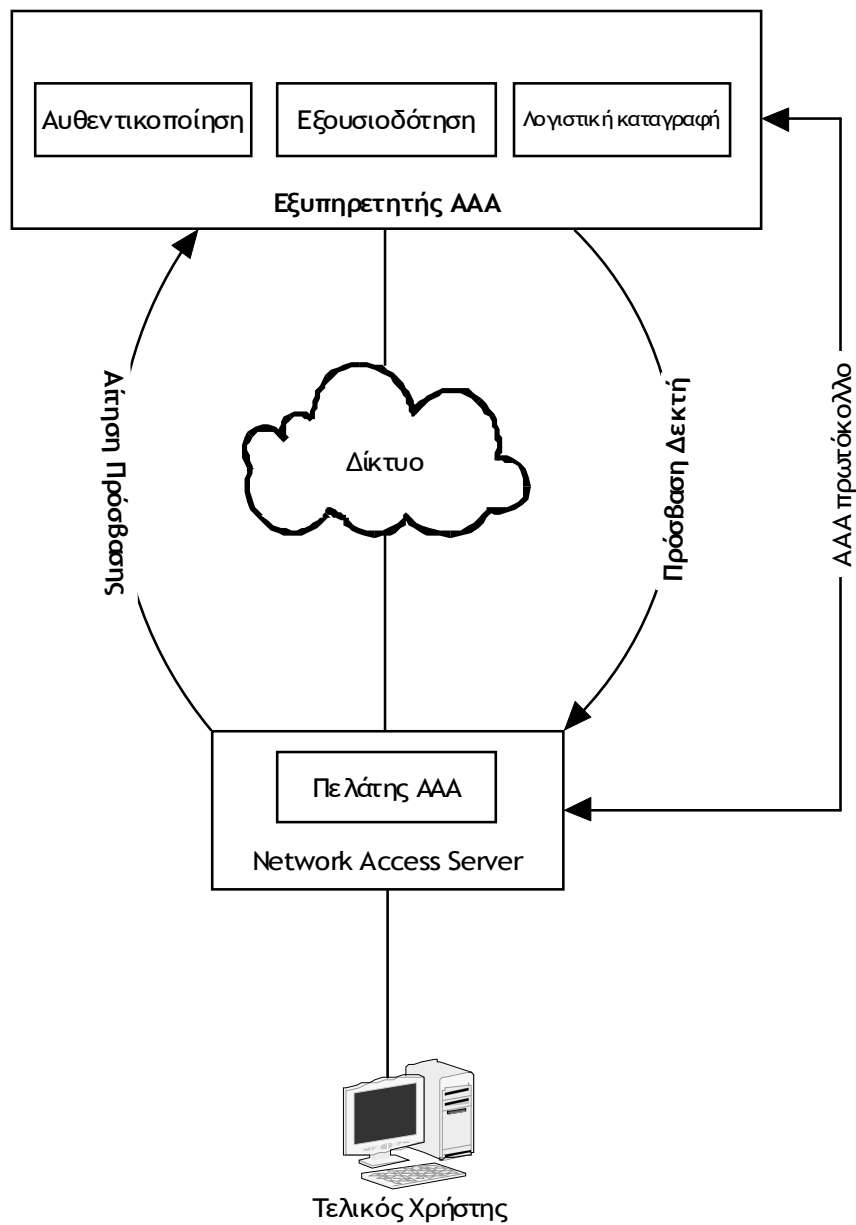 Αυθεντικοποίηση
Εξουσιοδότηση
Λογιστική καταγραφή
Εξυπηρετητής ΑΑΑ
Αίτηση Πρόσβασης
Δίκτυο
Πρόσβαση Δεκτή
ΑΑΑ πρωτόκολλο
Πελάτης ΑΑΑ
Network Access Server
Τελικός Χρήστης